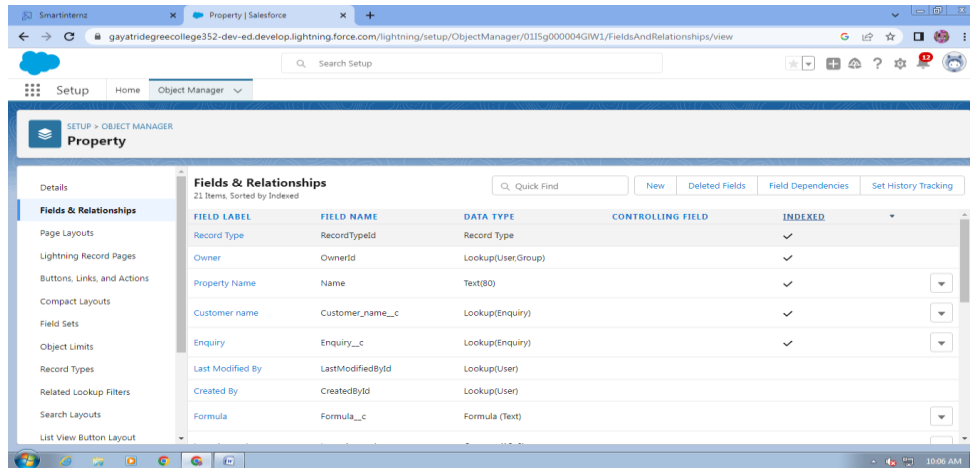 Smartinternz
Property | Salesforce
gayatridegreecollege352-dev-ed.develop.lightning.force.com/lightning/setup/ObjectManager/01I5g000004GIW1/FieldsAndRelationships/view
Search Setup
12
Setup Home Object Manager
SETUP > OBJECT MANAGER
Property
Details
Fields & Relationships
Page Layouts
Lightning Record Pages
Buttons, Links, and Actions
Compact Layouts
Field Sets
Object Limits
Record Types
Related Lookup Filters
Search Layouts
List View Button Layout
Fields & Relationships
21 Items, Sorted by Indexed
Quick Find
New Deleted Fields Field Dependencies Set History Tracking
FIELD LABEL FIELD NAME DATA TYPE CONTROLLING FIELD INDEXED
Record Type RecordTypeId Record Type
Owner OwnerId Lookup(User,Group)
Property Name Name Text(80)
Customer name Customer_name__c Lookup(Enquiry)
Enquiry Enquiry__c Lookup(Enquiry)
Last Modified By LastModifiedById Lookup(User)
Created By CreatedById Lookup(User)
Formula Formula__c Formula (Text)
10:06 AM